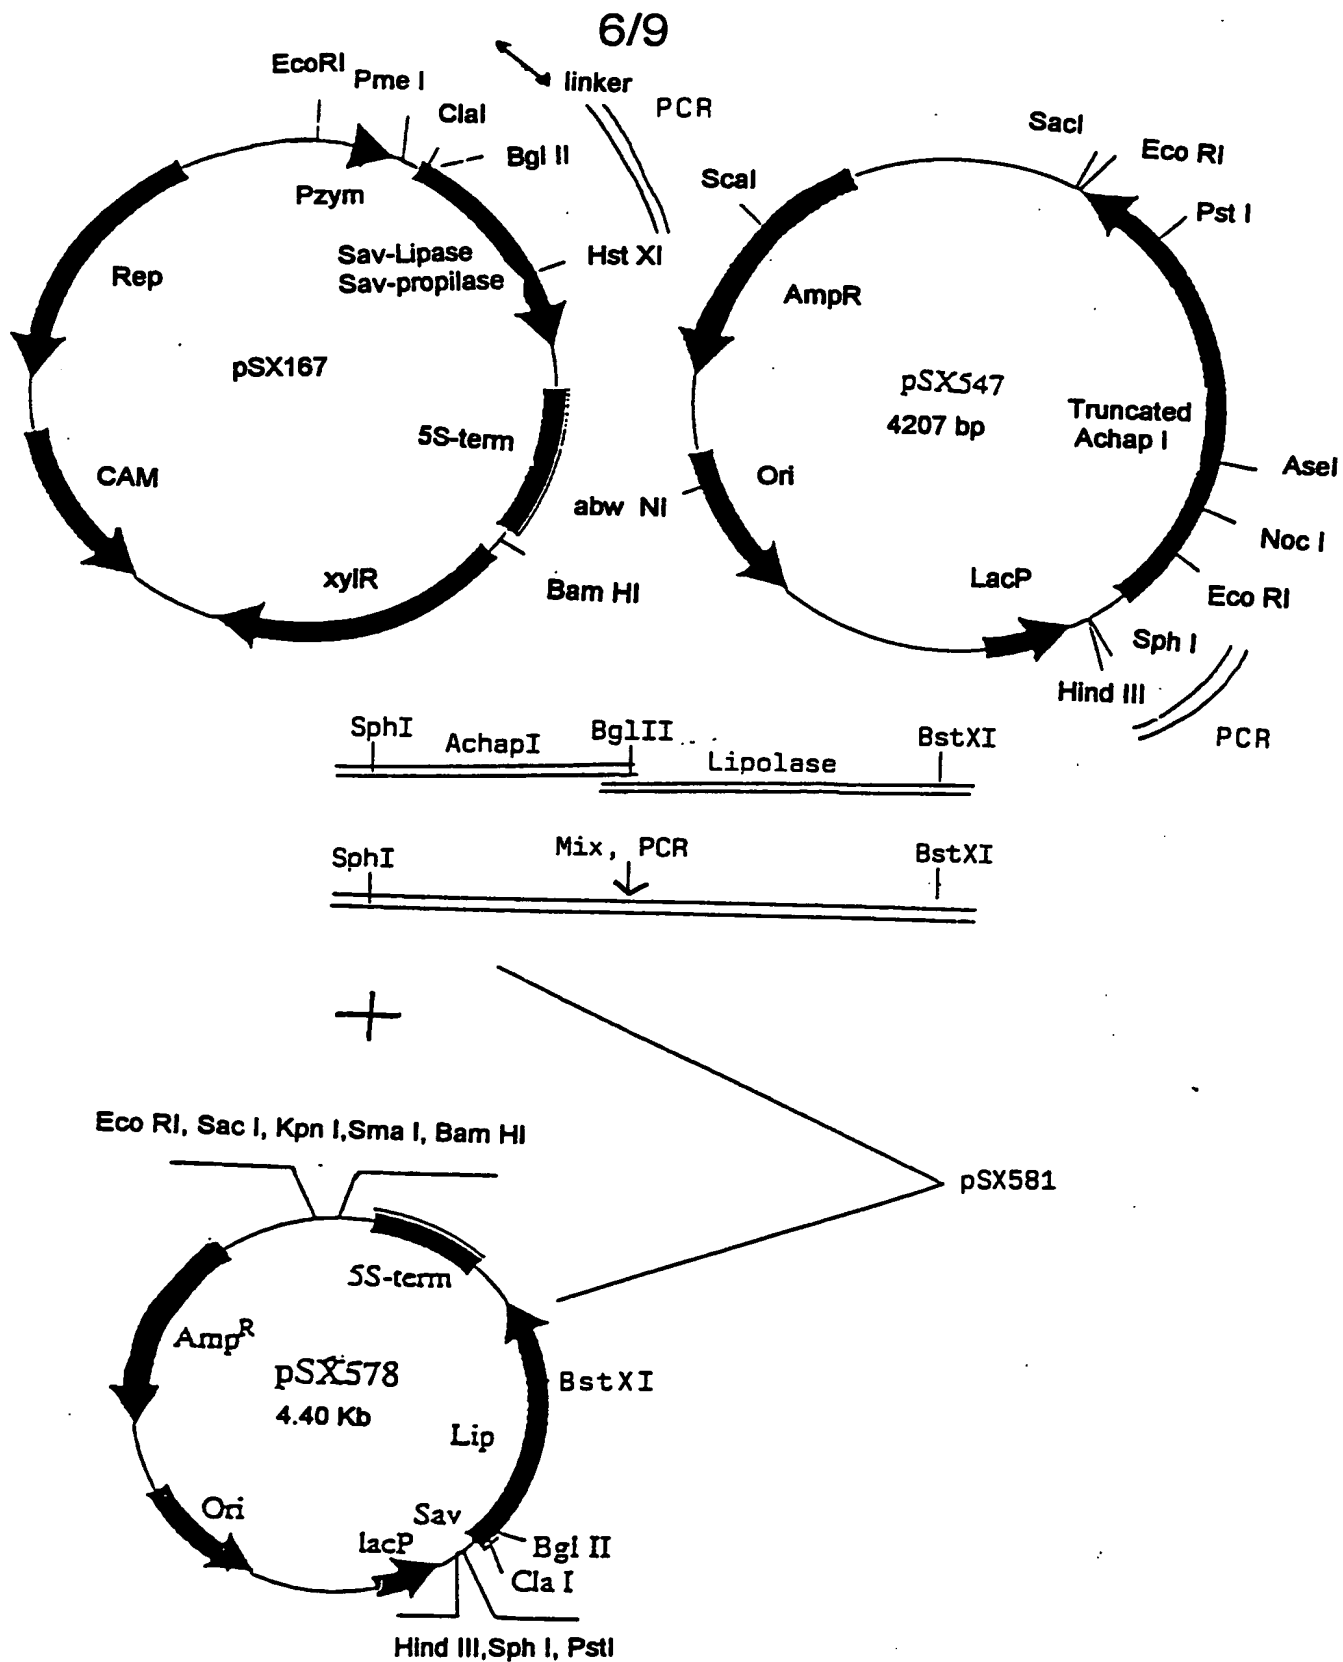 6/9
EcoRI
Pme I
ClaI
Bgl II
linker
PCR
Pzym
Sav-Lipase
Sav-propilase
Hst XI
Rep
pSX167
5S-term
CAM
xylR
Bam HI
SacI
Eco RI
ScaI
Pst I
AmpR
pSX547
4207 bp
Truncated
Achap I
AseI
Ori
abw NI
Noc I
LacP
Eco RI
Sph I
Hind III
PCR
SphI
AchapI
BglII
Lipolase
BstXI
SphI
Mix, PCR
BstXI
Eco RI, Sac I, Kpn I,Sma I, Bam HI
pSX581
5S-term
Amp^R
pSX578
4.40 Kb
BstXI
Lip
Ori
Sav
lacP
Bgl II
Cla I
Hind III,Sph I, PstI